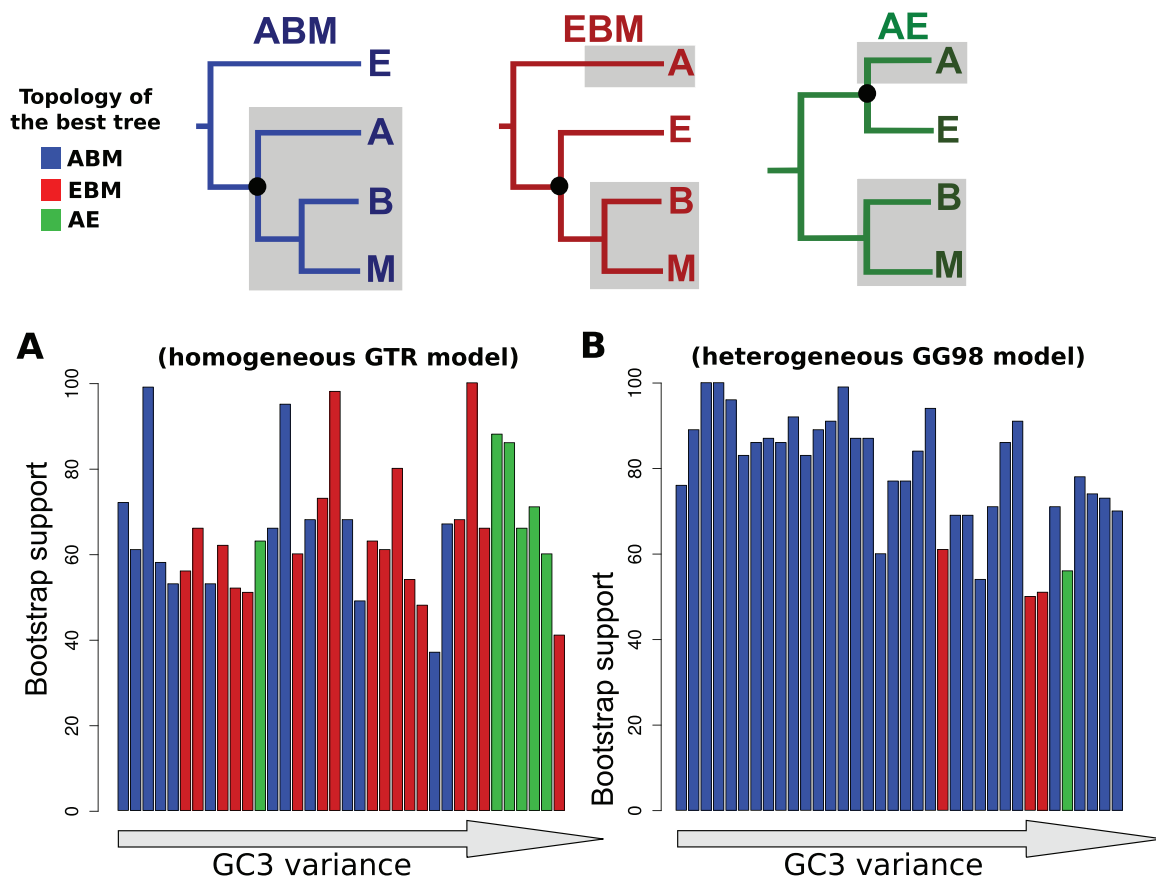 ABM
EBM
AE
Topology of
the best tree
ABM
EBM
AE
E
A
B
M
A
E
B
M
A
E
B
M
A
(homogeneous GTR model)
Bootstrap support
0
20
40
60
80
100
GC3 variance
B
(heterogeneous GG98 model)
Bootstrap support
0
20
40
60
80
100
GC3 variance